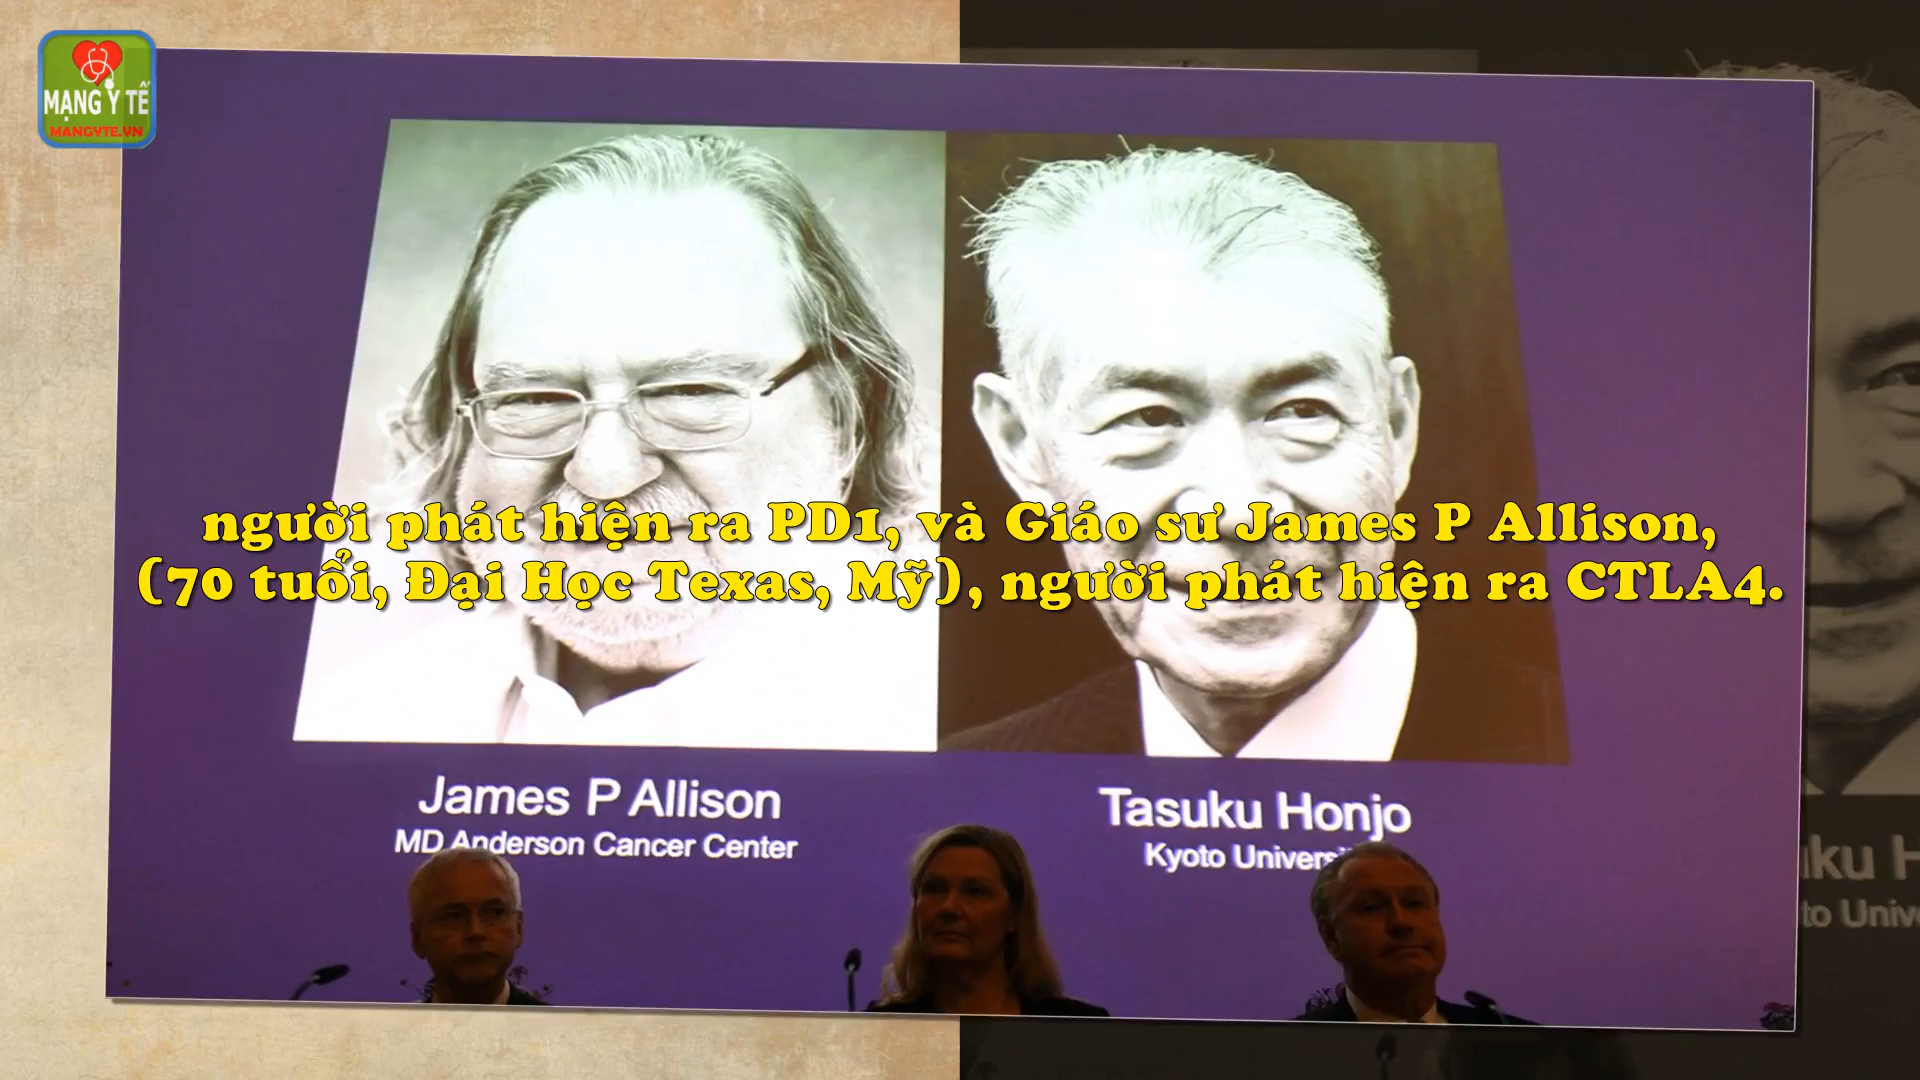 MẠNG Y TẾ
MANGYTE.VN
người phát hiện ra PD1, và Giáo sư James P Allison,
(70 tuổi, Đại Học Texas, Mỹ), người phát hiện ra CTLA4.
James P Allison
MD Anderson Cancer Center
Tasuku Honjo
Kyoto